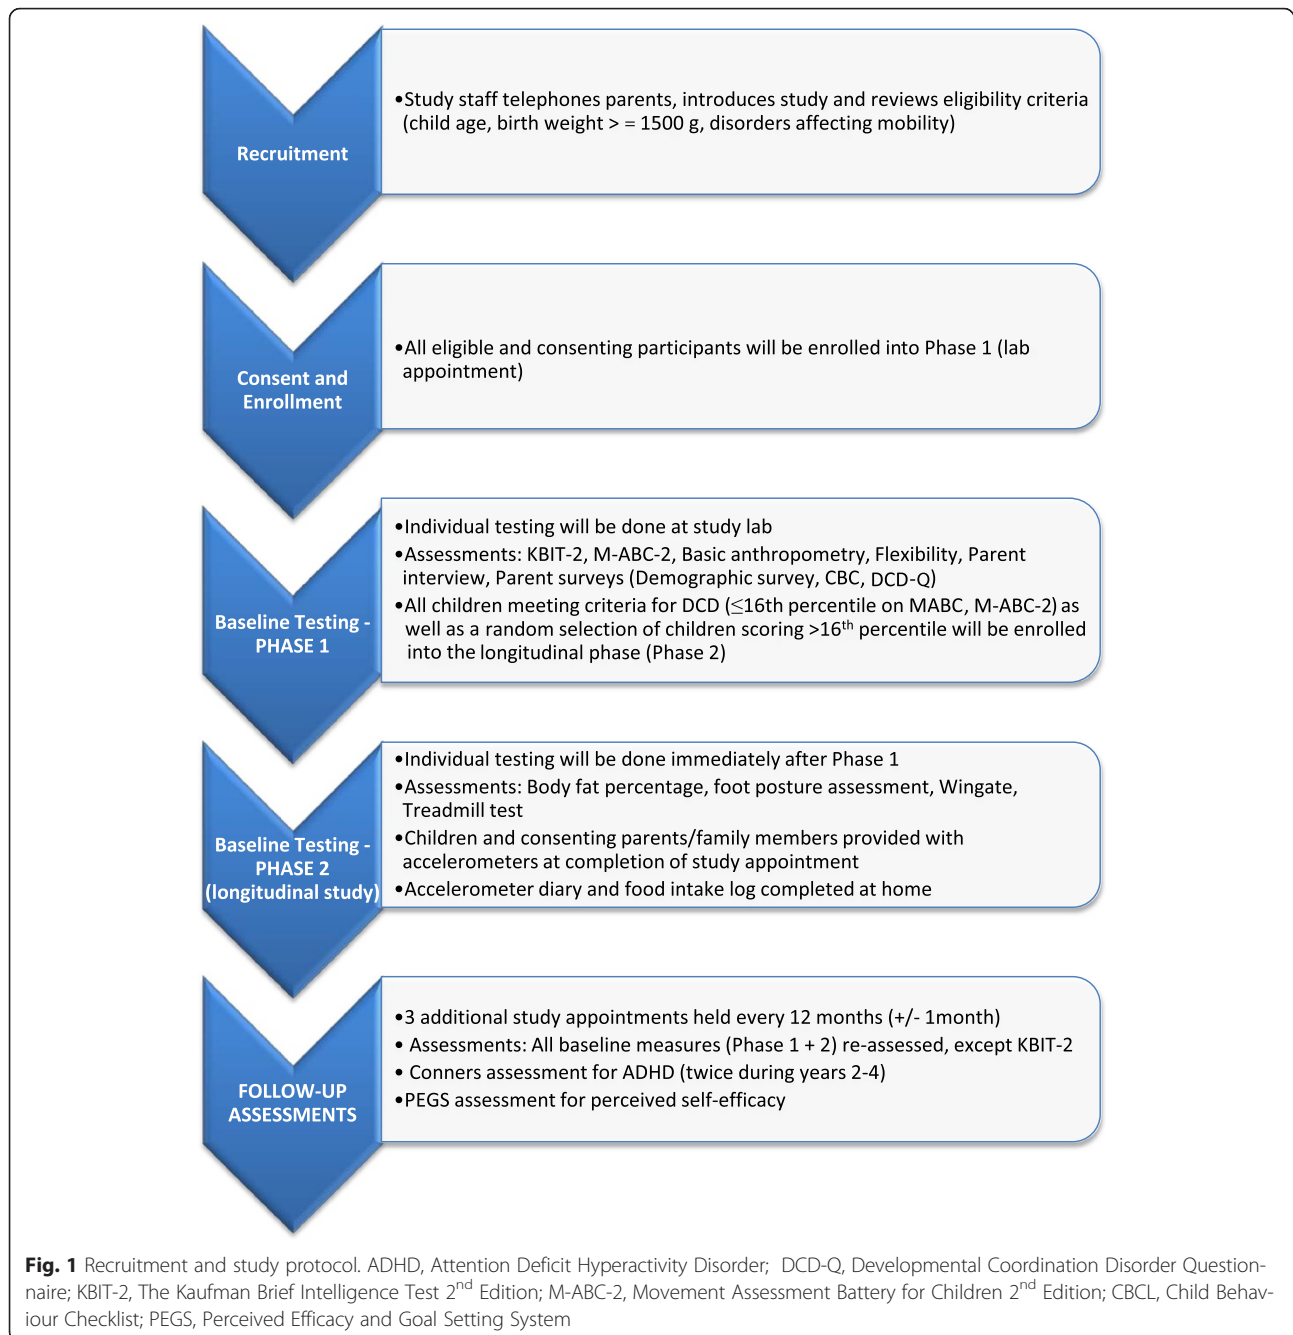 Recruitment
•Study staff telephones parents, introduces study and reviews eligibility criteria
(child age, birth weight > = 1500 g, disorders affecting mobility)
Consent and
Enrollment
•All eligible and consenting participants will be enrolled into Phase 1 (lab
appointment)
Baseline Testing -
PHASE 1
•Individual testing will be done at study lab
•Assessments: KBIT-2, M-ABC-2, Basic anthropometry, Flexibility, Parent
interview, Parent surveys (Demographic survey, CBC, DCD-Q)
•All children meeting criteria for DCD (≤16th percentile on MABC, M-ABC-2) as
well as a random selection of children scoring >16th percentile will be enrolled
into the longitudinal phase (Phase 2)
Baseline Testing -
PHASE 2
(longitudinal study)
•Individual testing will be done immediately after Phase 1
•Assessments: Body fat percentage, foot posture assessment, Wingate,
Treadmill test
•Children and consenting parents/family members provided with
accelerometers at completion of study appointment
•Accelerometer diary and food intake log completed at home
FOLLOW-UP
ASSESSMENTS
•3 additional study appointments held every 12 months (+/- 1month)
• Assessments: All baseline measures (Phase 1 + 2) re-assessed, except KBIT-2
• Conners assessment for ADHD (twice during years 2-4)
•PEGS assessment for perceived self-efficacy
Fig. 1 Recruitment and study protocol. ADHD, Attention Deficit Hyperactivity Disorder; DCD-Q, Developmental Coordination Disorder Question-
naire; KBIT-2, The Kaufman Brief Intelligence Test 2nd Edition; M-ABC-2, Movement Assessment Battery for Children 2nd Edition; CBCL, Child Behav-
iour Checklist; PEGS, Perceived Efficacy and Goal Setting System